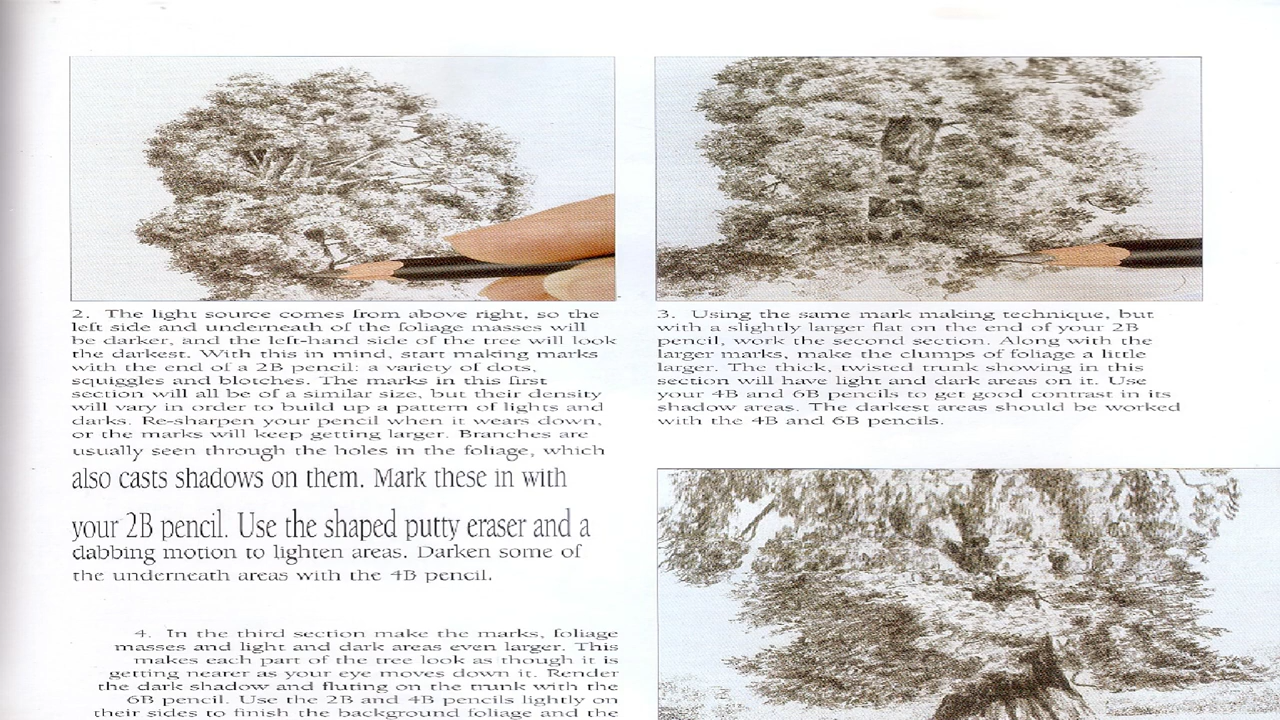 2. The light source comes from above right, so the
left side and underneath of the foliage masses will
be darker, and the left-hand side of the tree will look
the darkest. With this in mind, start making marks
with the end of a 2B pencil: a variety of dots,
squiggles and blotches. The marks in this first
section will all be of a similar size, but their density
will vary in order to build up a pattern of lights and
darks. Re-sharpen your pencil when it wears down,
or the marks will keep getting larger. Branches are
usually seen through the holes in the foliage, which
also casts shadows on them. Mark these in with
your 2B pencil. Use the shaped putty eraser and a
dabbing motion to lighten areas. Darken some of
the underneath areas with the 4B pencil.
3. Using the same mark making technique, but
with a slightly larger flat on the end of your 2B
pencil, work the second section. Along with the
larger marks, make the clumps of foliage a little
larger. The thick, twisted trunk showing in this
section will have light and dark areas on it. Use
your 4B and 6B pencils to get good contrast in its
shadow areas. The darkest areas should be worked
with the 4B and 6B pencils.
4. In the third section make the marks, foliage
masses and light and dark areas even larger. This
makes each part of the tree look as though it is
getting nearer as your eye moves down it. Render
the dark shadow and fluting on the trunk with the
6B pencil. Use the 2B and 4B pencils lightly on
their sides to finish the background foliage and the